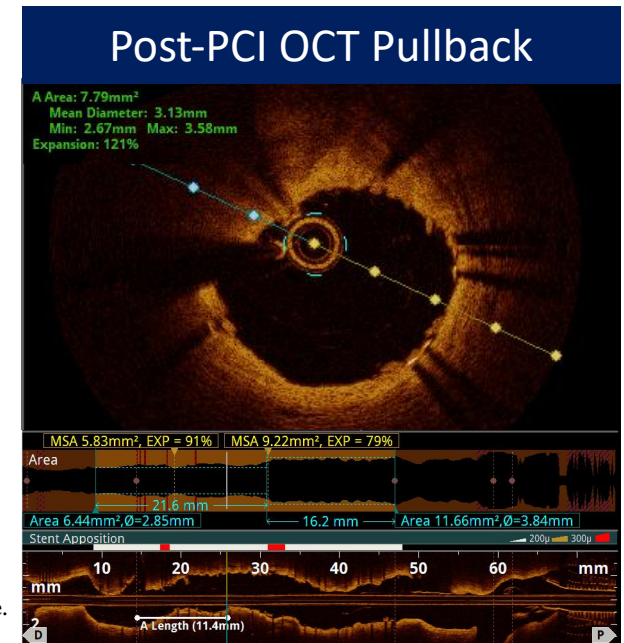 Post-PCI OCT Pullback
A Area: 7.79mm²
Mean Diameter: 3.13mm
Min: 2.67mm Max: 3.58mm
Expansion: 121%
MSA 5.83mm², EXP = 91% MSA 9.22mm², EXP = 79%
Area
21.6 mm
16.2 mm
Area 6.44mm²,Ø=2.85mm Area 11.66mm²,Ø=3.84mm
Stent Apposition 200µ 300µ
10 20 30 40 50 60 mm
mm
2
A Length (11.4mm)
e.
D P